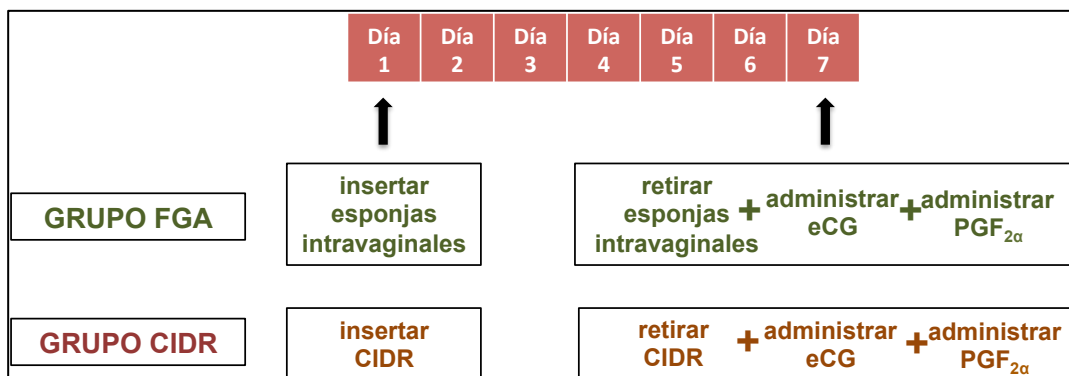 Día Día Día Día Día Día Día
1 2 3 4 5 6 7
GRUPO FGA
insertar
esponjas
intravaginales
retirar
esponjas
intravaginales
+
administrar
eCG
+
administrar
PGF2α
GRUPO CIDR
insertar
CIDR
retirar
CIDR
+
administrar
eCG
+
administrar
PGF2α